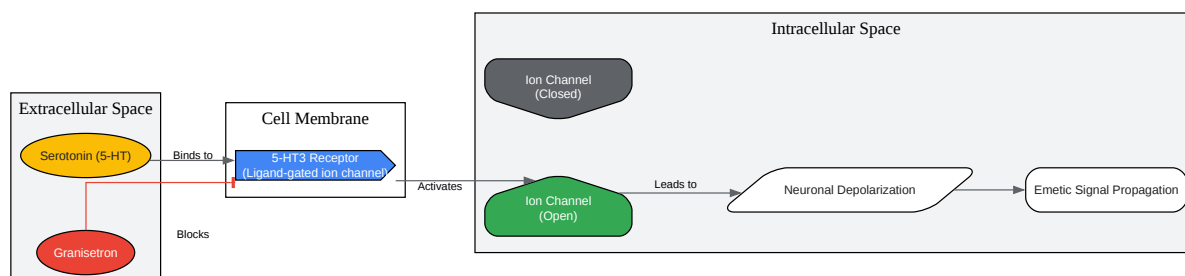 Intracellular Space
Ion Channel
(Closed)
Extracellular Space
Cell Membrane
Serotonin (5-HT)
Binds to
5-HT3 Receptor
(Ligand-gated ion channel)
Activates
Ion Channel
(Open)
Leads to
Neuronal Depolarization
Emetic Signal Propagation
Blocks
Granisetron